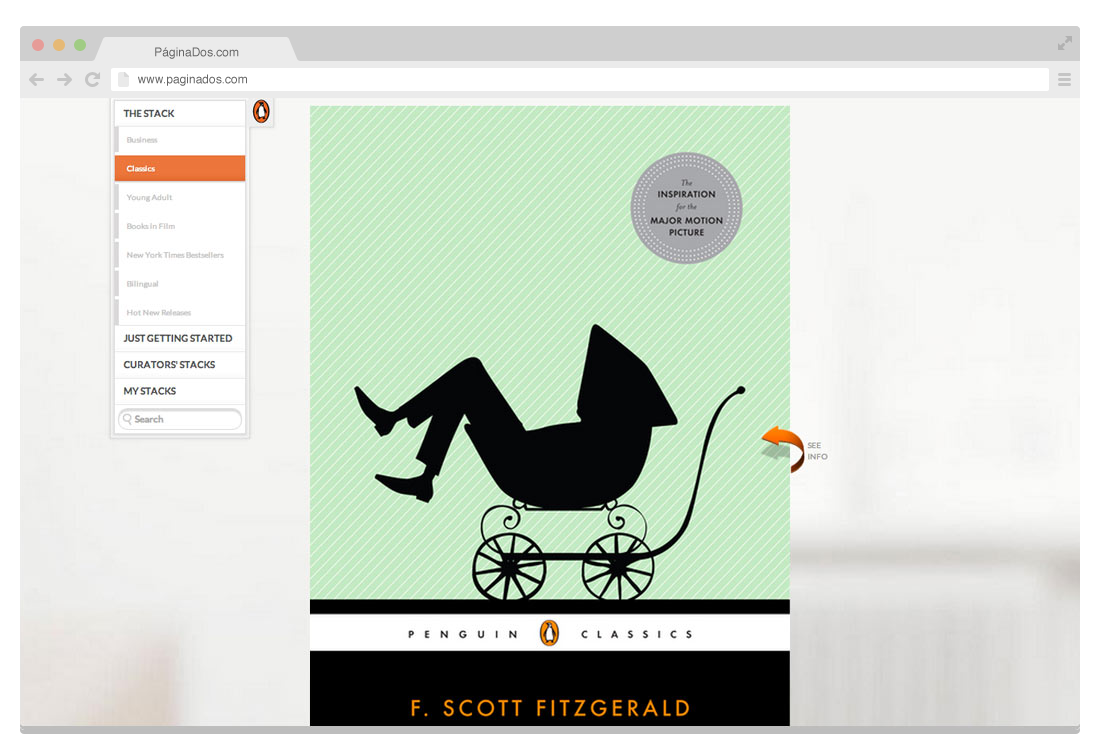 PáginaDos.com
www.paginados.com
THE STACK
Business
Classics
Young Adult
Books in Film
New York Times Bestsellers
Bilingual
Hot New Releases
JUST GETTING STARTED
CURATORS' STACKS
MY STACKS
Search
The
INSPIRATION
for the
MAJOR MOTION
PICTURE
SEE
INFO
PENGUIN CLASSICS
F. SCOTT FITZGERALD